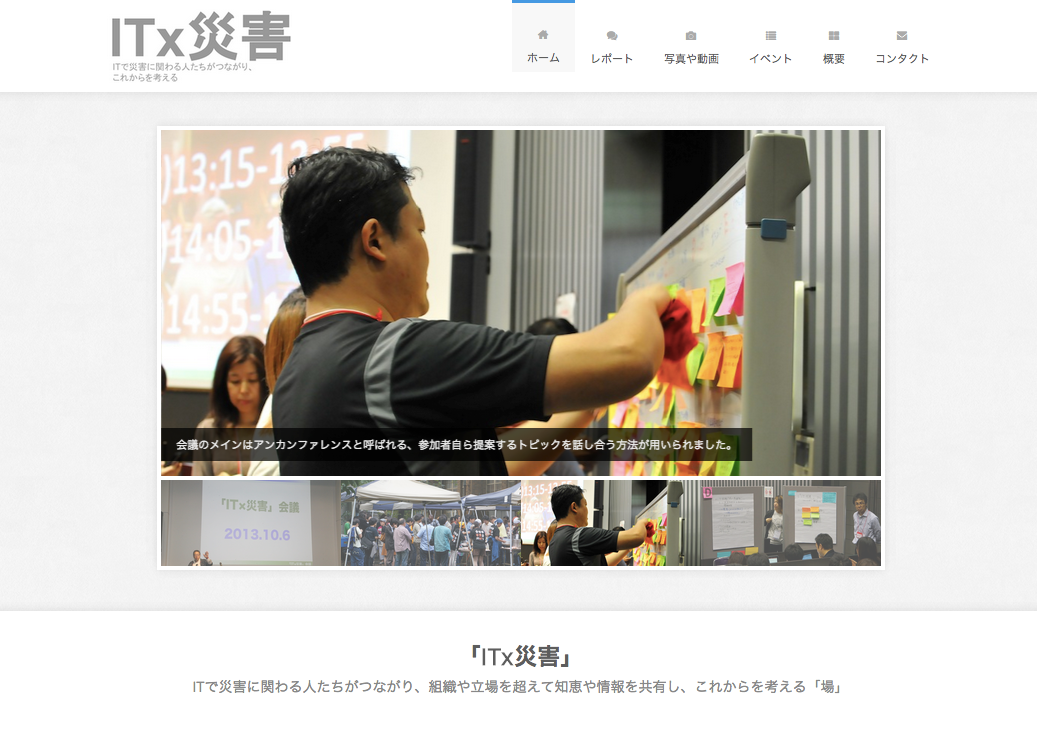 ITx災害
ITで災害に関わる人たちがつながり、
これからを考える
ホーム
レポート
写真や動画
イベント
概要
コンタクト
)13:15-13:55
)14:05-1
)14:55-1
会議のメインはアンカンファレンスと呼ばれる、参加者自ら提案するトピックを話し合う方法が用いられました。
「ITx災害」会議
2013.10.6
13:15-13:55
「ITx災害」
ITで災害に関わる人たちがつながり、組織や立場を超えて知恵や情報を共有し、これからを考える「場」